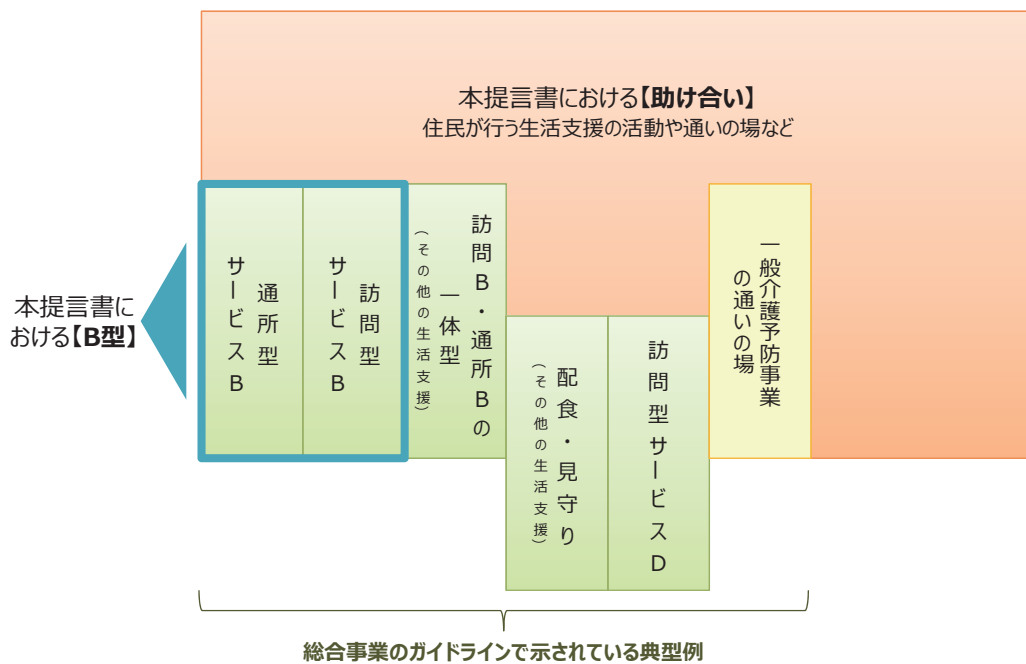 本提言書における【助け合い】
住民が行う生活支援の活動や通いの場など
本提言書に
おける【B型】
通所型
サービスB
訪問型
サービスB
訪問B・通所Bの
一体型
(その他の生活支援)
配食・見守り
(その他の生活支援)
訪問型サービスD
一般介護予防事業
の通いの場
総合事業のガイドラインで示されている典型例